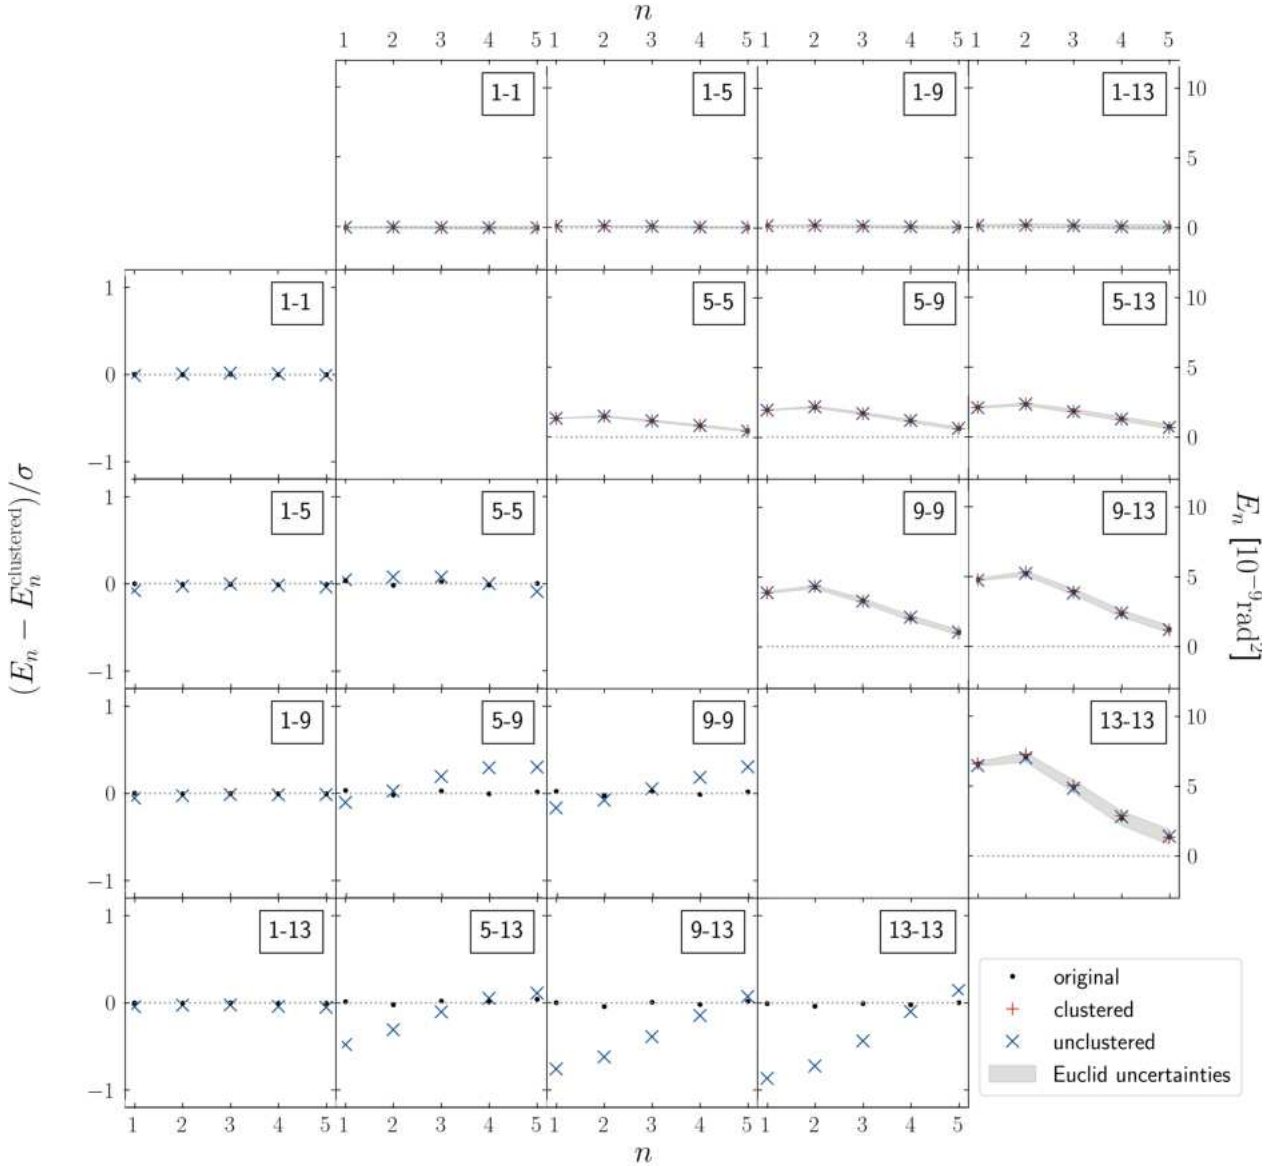 n
1 2 3 4 5 1 2 3 4 5 1 2 3 4 5 1 2 3 4 5
1-1 1-5 1-9 1-13 10
5
0
1 1-1 5-5 5-9 5-13 10
5
0
0
−1
1 1-5 5-5 9-9 9-13 10
5
0
0
−1
1 1-9 5-9 9-9 13-13 10
5
0
0
−1
1 1-13 5-13 9-13 13-13
0
−1
(E_n − E_n^clustered)/σ
E_n [10^−9 rad^2]
original
clustered
unclustered
Euclid uncertainties
1 2 3 4 5 1 2 3 4 5 1 2 3 4 5 1 2 3 4 5
n